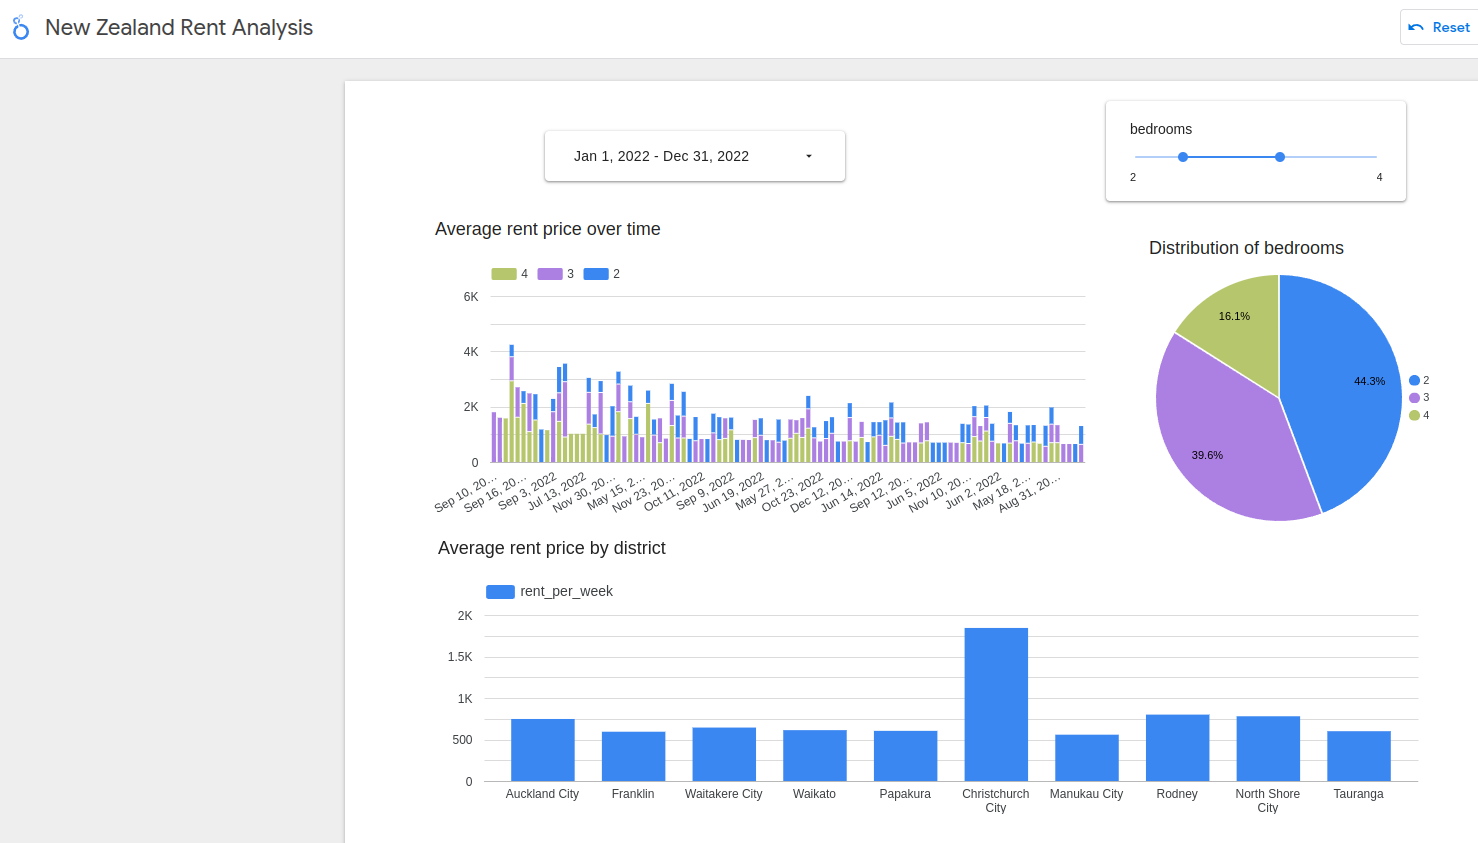 New Zealand Rent Analysis
Reset
Jan 1, 2022 - Dec 31, 2022
bedrooms
2 4
Average rent price over time
4 3 2
6K
4K
2K
0
Sep 10, 20...
Sep 16, 20...
Sep 3, 2022
Jul 13, 2022
Nov 30, 20...
May 15, 2...
Nov 23, 20...
Oct 11, 2022
Sep 9, 2022
Jun 19, 2022
May 27, 2...
Oct 23, 2022
Dec 12, 20...
Jun 14, 2022
Sep 12, 20...
Jun 5, 2022
Nov 10, 20...
Jun 2, 2022
May 18, 2...
Aug 31, 20...
Distribution of bedrooms
16.1%
44.3%
39.6%
2
3
4
Average rent price by district
rent_per_week
2K
1.5K
1K
500
0
Auckland City
Franklin
Waitakere City
Waikato
Papakura
Christchurch
City
Manukau City
Rodney
North Shore
City
Tauranga